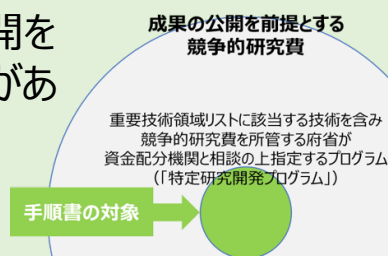 開を
があ
成果の公開を前提とする
競争的研究費
重要技術領域リストに該当する技術を含み
競争的研究費を所管する府省が
資金配分機関と相談の上指定するプログラム
(「特定研究開発プログラム」)
手順書の対象